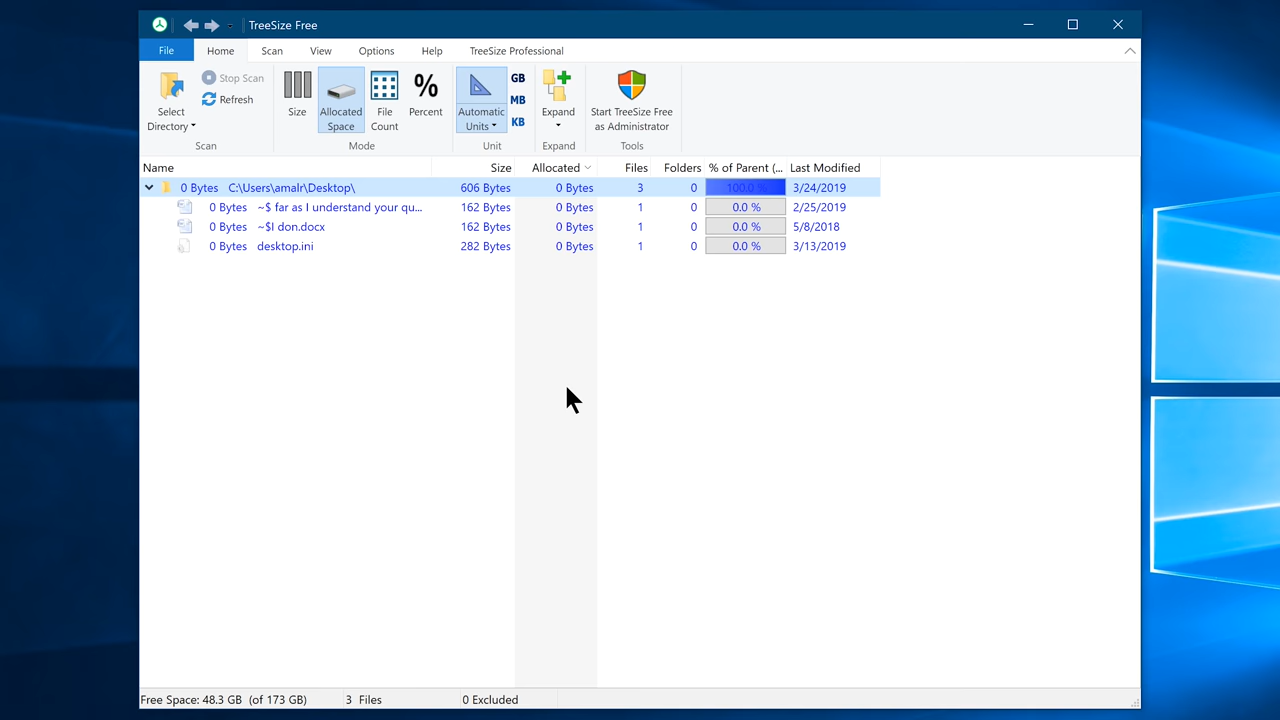 TreeSize Free
File Home Scan View Options Help TreeSize Professional
Select Directory
Stop Scan
Refresh
Scan
Size
Allocated Space
File Count
Percent
Mode
Automatic Units
GB
MB
KB
Unit
Expand
Expand
Start TreeSize Free as Administrator
Tools
Name Size Allocated Files Folders % of Parent (... Last Modified
0 Bytes C:\Users\amalr\Desktop\ 606 Bytes 0 Bytes 3 0 100.0 % 3/24/2019
0 Bytes ~$ far as I understand your qu... 162 Bytes 0 Bytes 1 0 0.0 % 2/25/2019
0 Bytes ~$I don.docx 162 Bytes 0 Bytes 1 0 0.0 % 5/8/2018
0 Bytes desktop.ini 282 Bytes 0 Bytes 1 0 0.0 % 3/13/2019
Free Space: 48.3 GB (of 173 GB) 3 Files 0 Excluded